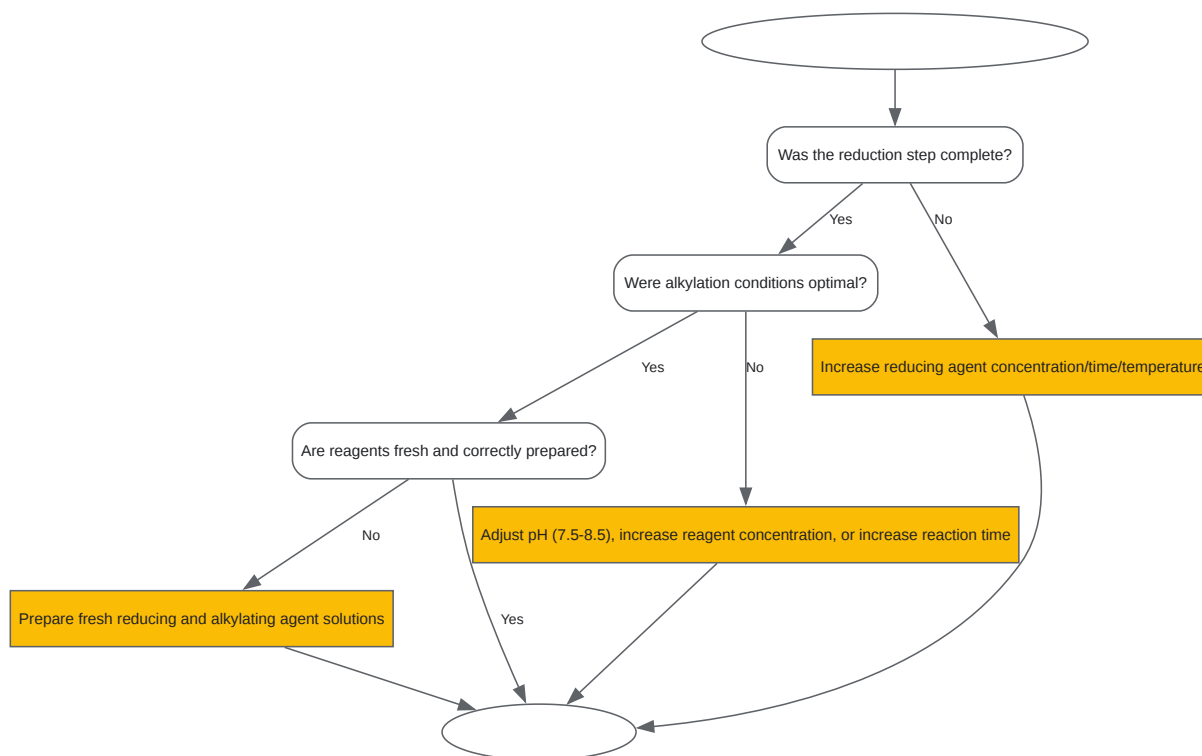 Was the reduction step complete?
Yes
No
Were alkylation conditions optimal?
Yes
No
Increase reducing agent concentration/time/temperature
Are reagents fresh and correctly prepared?
No
Adjust pH (7.5-8.5), increase reagent concentration, or increase reaction time
Prepare fresh reducing and alkylating agent solutions
Yes